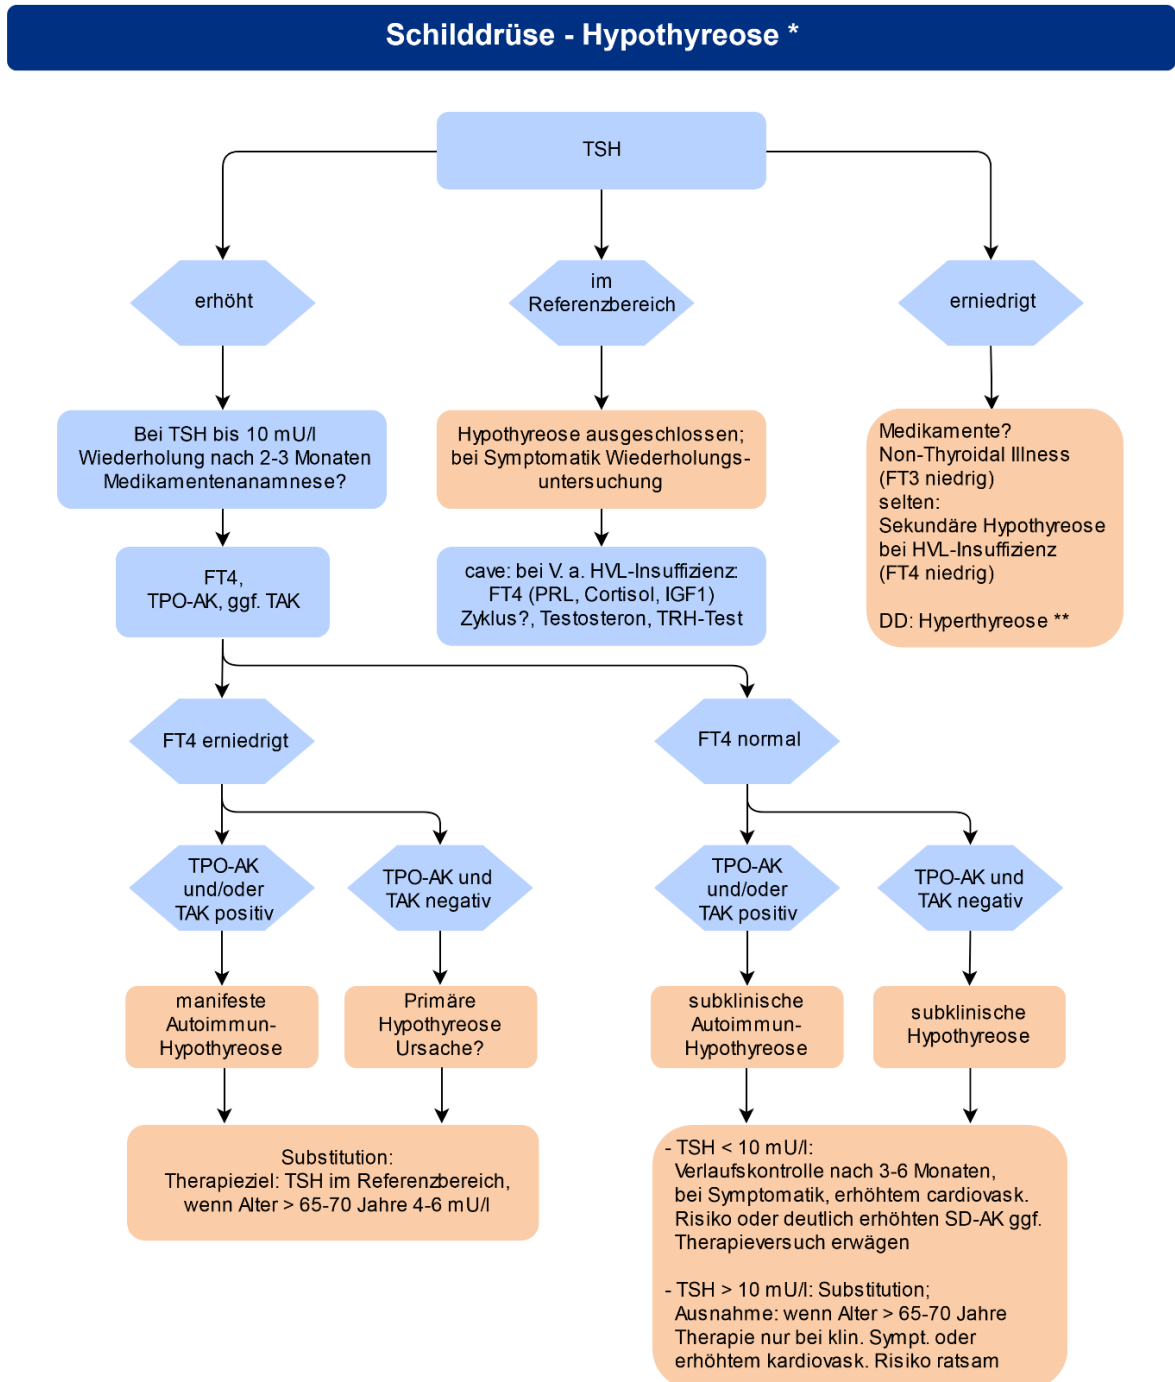 Schilddrüse - Hypothyreose *
TSH
erhöht
im
Referenzbereich
erniedrigt
Bei TSH bis 10 mU/l
Wiederholung nach 2-3 Monaten
Medikamentenanamnese?
Hypothyreose ausgeschlossen;
bei Symptomatik Wiederholungs-
untersuchung
Medikamente?
Non-Thyroidal Illness
(FT3 niedrig)
selten:
Sekundäre Hypothyreose
bei HVL-Insuffizienz
(FT4 niedrig)
DD: Hyperthyreose **
FT4,
TPO-AK, ggf. TAK
cave: bei V. a. HVL-Insuffizienz:
FT4 (PRL, Cortisol, IGF1)
Zyklus?, Testosteron, TRH-Test
FT4 erniedrigt
FT4 normal
TPO-AK
und/oder
TAK positiv
TPO-AK und
TAK negativ
TPO-AK
und/oder
TAK positiv
TPO-AK und
TAK negativ
manifeste
Autoimmun-
Hypothyreose
Primäre
Hypothyreose
Ursache?
subklinische
Autoimmun-
Hypothyreose
subklinische
Hypothyreose
Substitution:
Therapieziel: TSH im Referenzbereich,
wenn Alter > 65-70 Jahre 4-6 mU/l
- TSH < 10 mU/l:
Verlaufskontrolle nach 3-6 Monaten,
bei Symptomatik, erhöhtem cardiovask.
Risiko oder deutlich erhöhten SD-AK ggf.
Therapieversuch erwägen
- TSH > 10 mU/l: Substitution;
Ausnahme: wenn Alter > 65-70 Jahre
Therapie nur bei klin. Sympt. oder
erhöhtem kardiovask. Risiko ratsam